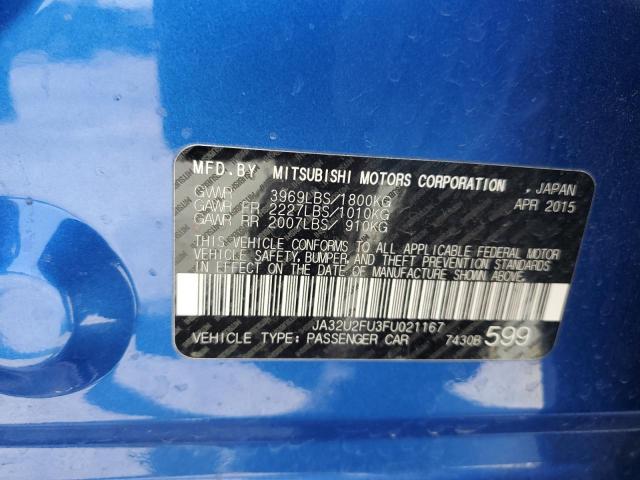 MFD.BY MITSUBISHI MOTORS CORPORATION , JAPAN
APR 2015
GVWR 3969LBS/1800KG
GAWR FR 2227LBS/1010KG
GAWR RR 2007LBS/ 910KG
THIS VEHICLE CONFORMS TO ALL APPLICABLE FEDERAL MOTOR
VEHICLE SAFETY, BUMPER, AND THEFT PREVENTION STANDARDS
IN EFFECT ON THE DATE OF MANUFACTURE SHOWN ABOVE.
JA32U2FU3FU021167
VEHICLE TYPE: PASSENGER CAR 7430B 599